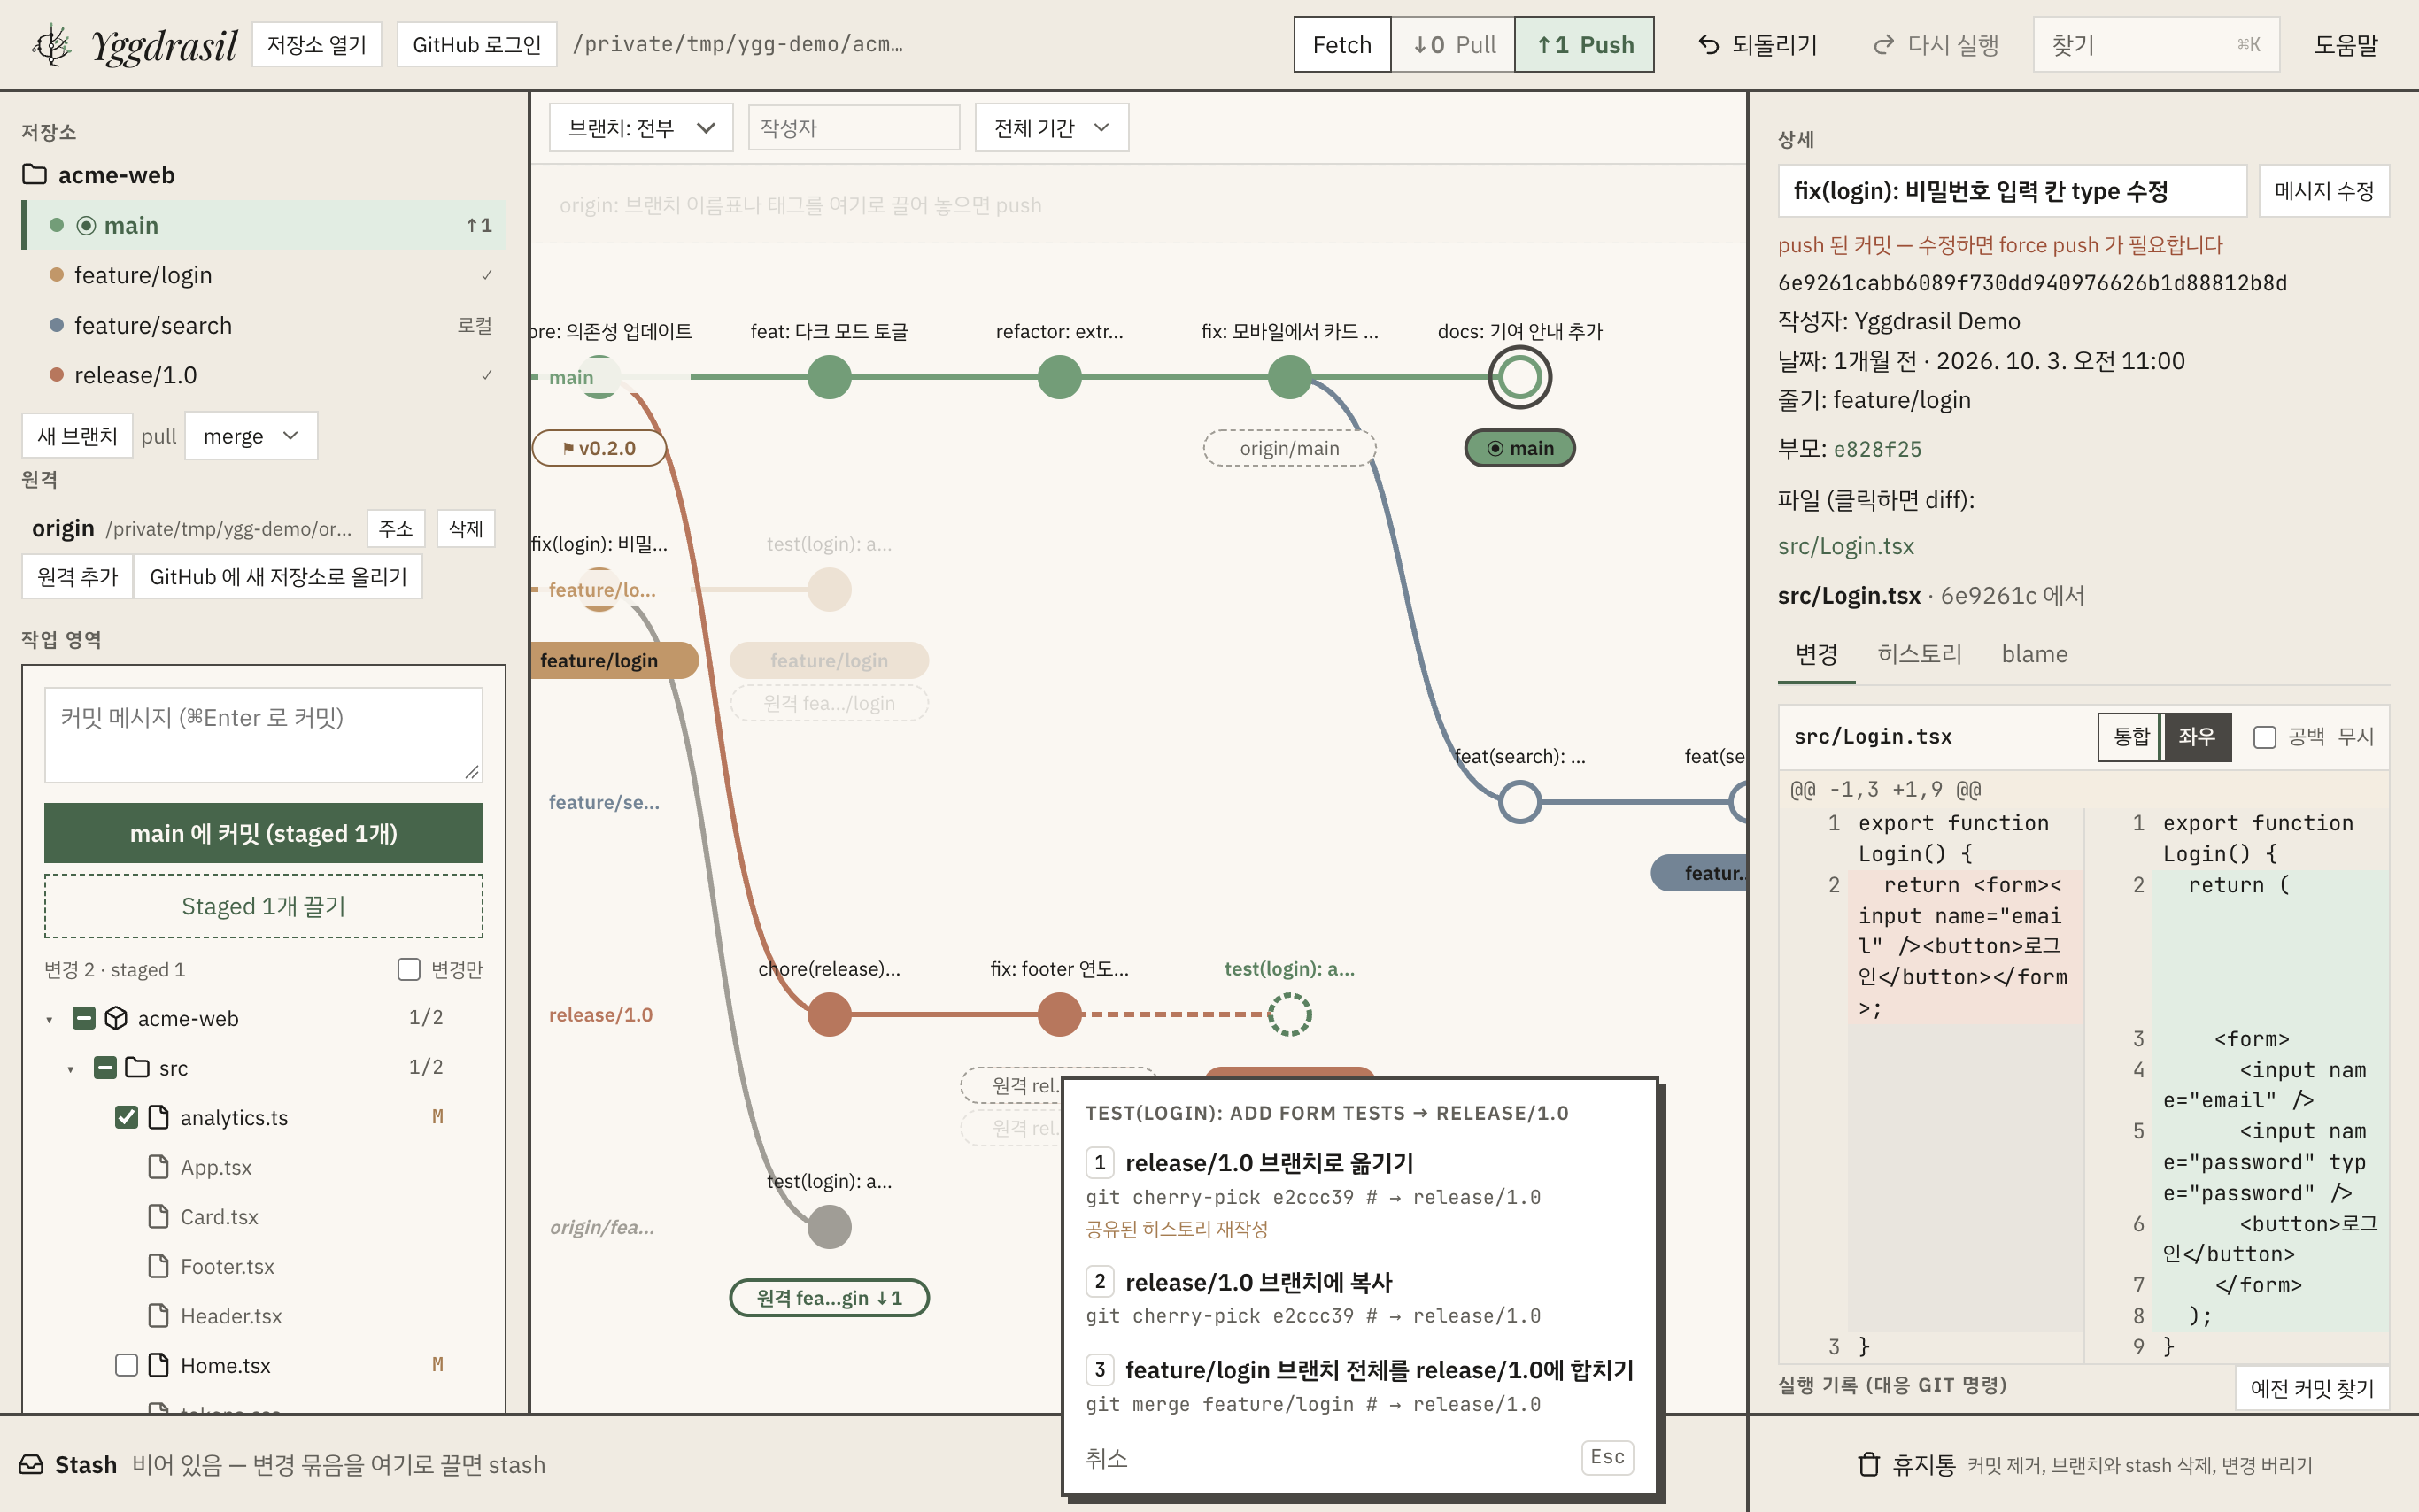 Yggdrasil
저장소 열기
GitHub 로그인
/private/tmp/ygg-demo/acm…
Fetch
↓0 Pull
↑1 Push
되돌리기
다시 실행
찾기 ⌘K
도움말
저장소
acme-web
main ↑1
feature/login ✓
feature/search 로컬
release/1.0 ✓
새 브랜치
pull
merge
원격
origin /private/tmp/ygg-demo/or… 주소 삭제
원격 추가
GitHub 에 새 저장소로 올리기
작업 영역
커밋 메시지 (⌘Enter 로 커밋)
main 에 커밋 (staged 1개)
Staged 1개 끌기
변경 2 · staged 1
변경만
acme-web 1/2
src 1/2
analytics.ts M
App.tsx
Card.tsx
Footer.tsx
Header.tsx
Home.tsx M
브랜치: 전부
작성자
전체 기간
origin: 브랜치 이름표나 태그를 여기로 끌어 놓으면 push
ore: 의존성 업데이트
feat: 다크 모드 토글
refactor: extr…
fix: 모바일에서 카드 …
docs: 기여 안내 추가
main
v0.2.0
origin/main
main
fix(login): 비밀…
test(login): a…
feature/lo…
feature/login
feature/login
원격 fea…/login
feat(search): …
feat(se
feature/se…
featur..
chore(release)…
fix: footer 연도…
test(login): a…
release/1.0
원격 rel.
원격 rel.
test(login): a…
origin/fea…
원격 fea…gin ↓1
TEST(LOGIN): ADD FORM TESTS → RELEASE/1.0
1 release/1.0 브랜치로 옮기기
git cherry-pick e2ccc39 # → release/1.0
공유된 히스토리 재작성
2 release/1.0 브랜치에 복사
git cherry-pick e2ccc39 # → release/1.0
3 feature/login 브랜치 전체를 release/1.0에 합치기
git merge feature/login # → release/1.0
취소 Esc
상세
fix(login): 비밀번호 입력 칸 type 수정
메시지 수정
push 된 커밋 — 수정하면 force push 가 필요합니다
6e9261cabb6089f730dd940976626b1d88812b8d
작성자: Yggdrasil Demo
날짜: 1개월 전 · 2026. 10. 3. 오전 11:00
줄기: feature/login
부모: e828f25
파일 (클릭하면 diff):
src/Login.tsx
src/Login.tsx · 6e9261c 에서
변경 히스토리 blame
src/Login.tsx
통합 좌우
공백 무시
@@ -1,3 +1,9 @@
1 export function
Login() {
2 return <form><
input name="emai
l" /><button>로그
인</button></form
>;
3 }
1 export function
Login() {
2 return (
3 <form>
4 <input nam
e="email" />
5 <input nam
e="password" typ
e="password" />
6 <button>로그
인</button>
7 </form>
8 );
9 }
실행 기록 (대응 GIT 명령)
예전 커밋 찾기
Stash 비어 있음 — 변경 묶음을 여기로 끌면 stash
휴지통 커밋 제거, 브랜치와 stash 삭제, 변경 버리기